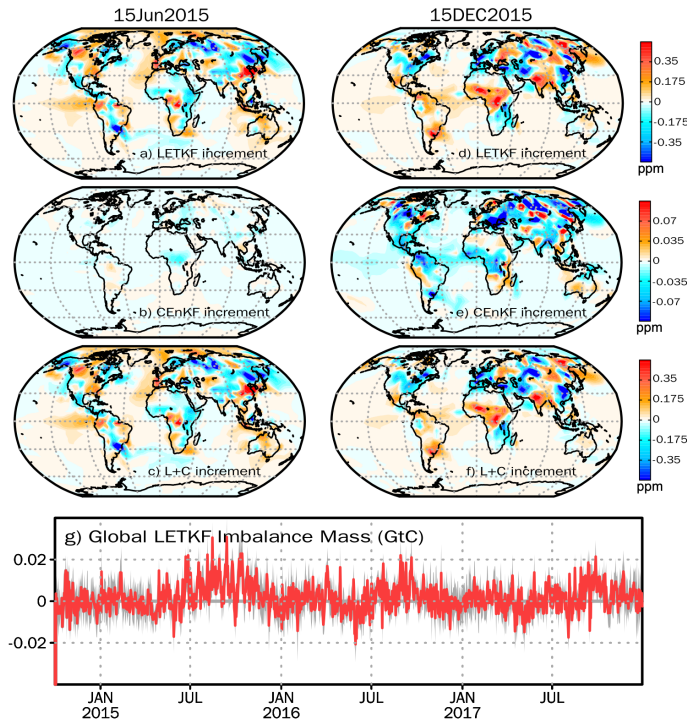 15Jun2015
15DEC2015
a) LETKF increment
d) LETKF increment
0.35
0.175
0
-0.175
-0.35
ppm
b) CEnKF increment
e) CEnKF increment
0.07
0.035
0
-0.035
-0.07
ppm
c) L+C increment
f) L+C increment
0.35
0.175
0
-0.175
-0.35
ppm
g) Global LETKF Imbalance Mass (GtC)
0.02
0
-0.02
JAN
2015
JUL
JAN
2016
JUL
JAN
2017
JUL